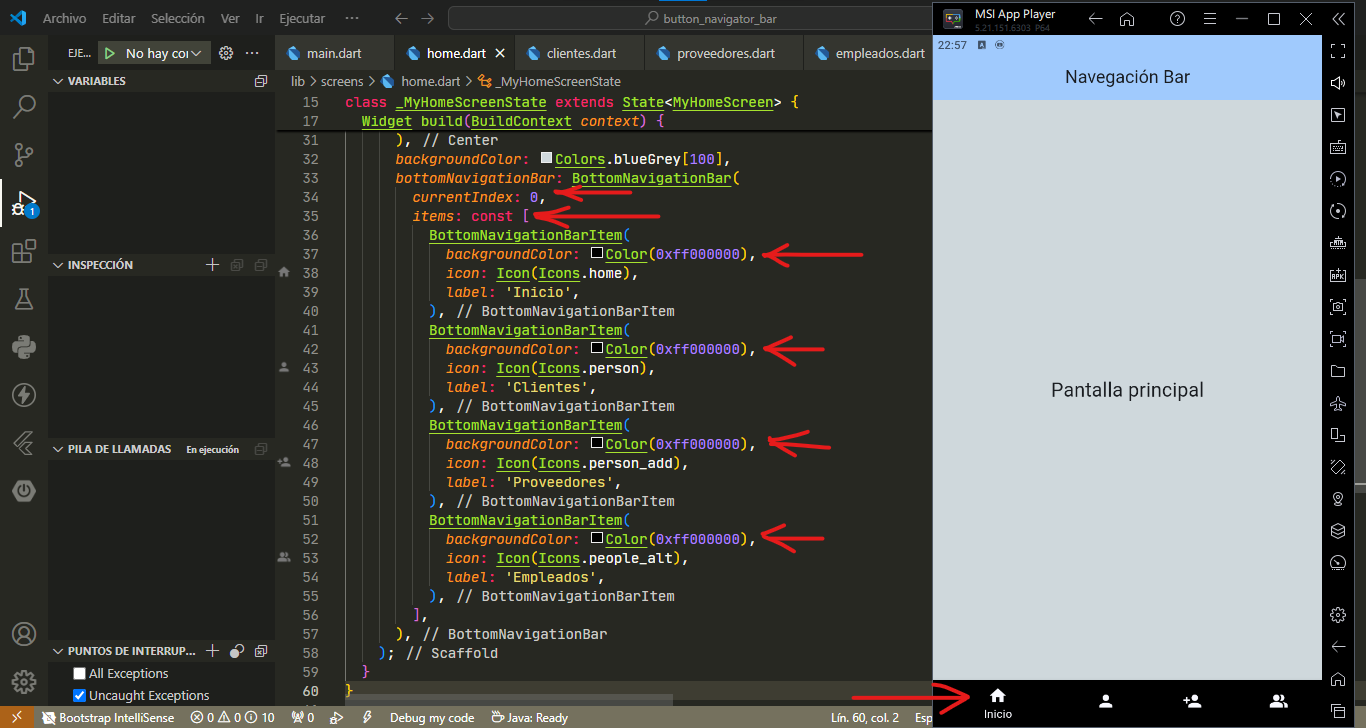 Archivo Editar Selección Ver Ir Ejecutar ··· button_navigator_bar
EJE... No hay con ···
VARIABLES
INSPECCIÓN
PILA DE LLAMADAS En ejecución
PUNTOS DE INTERRUP...
All Exceptions
Uncaught Exceptions
1
main.dart home.dart clientes.dart proveedores.dart empleados.dart
lib > screens > home.dart > _MyHomeScreenState
15 class _MyHomeScreenState extends State<MyHomeScreen> {
17 Widget build(BuildContext context) {
31 ), // Center
32 backgroundColor: Colors.blueGrey[100],
33 bottomNavigationBar: BottomNavigationBar(
34 currentIndex: 0,
35 items: const [
36 BottomNavigationBarItem(
37 backgroundColor: Color(0xff000000),
38 icon: Icon(Icons.home),
39 label: 'Inicio',
40 ), // BottomNavigationBarItem
41 BottomNavigationBarItem(
42 backgroundColor: Color(0xff000000),
43 icon: Icon(Icons.person),
44 label: 'Clientes',
45 ), // BottomNavigationBarItem
46 BottomNavigationBarItem(
47 backgroundColor: Color(0xff000000),
48 icon: Icon(Icons.person_add),
49 label: 'Proveedores',
50 ), // BottomNavigationBarItem
51 BottomNavigationBarItem(
52 backgroundColor: Color(0xff000000),
53 icon: Icon(Icons.people_alt),
54 label: 'Empleados',
55 ), // BottomNavigationBarItem
56 ],
57 ), // BottomNavigationBar
58 ); // Scaffold
59 }
60 }
Bootstrap IntelliSense 0 0 10 0 Debug my code Java: Ready Lín. 60, col. 2 Esp
MSI App Player
5.21.151.6303 P64
22:57
Navegación Bar
Pantalla principal
Inicio